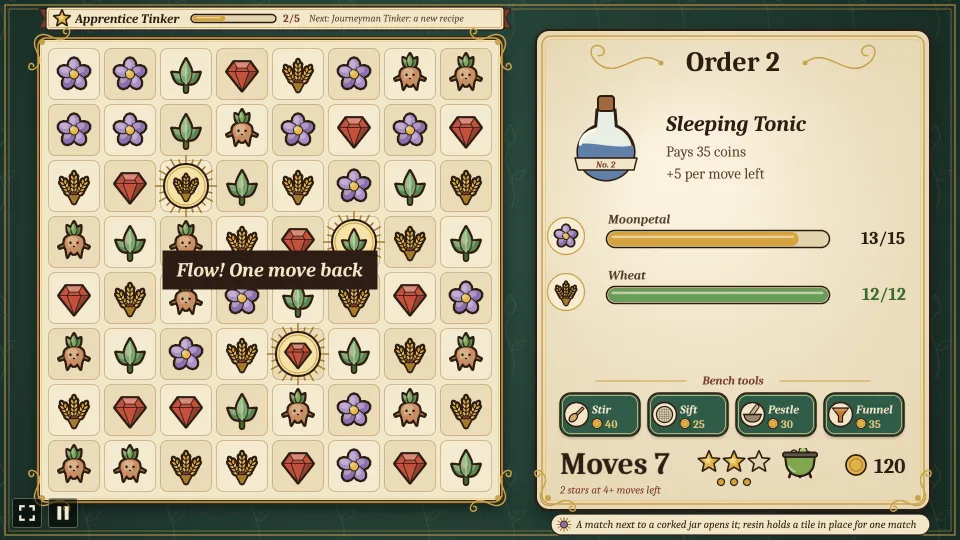 Apprentice Tinker 2/5 Next: Journeyman Tinker: a new recipe
Order 2
Sleeping Tonic
Pays 35 coins
+5 per move left
No. 2
Moonpetal
13/15
Wheat
12/12
Flow! One move back
Bench tools
Stir 40
Sift 25
Pestle 30
Funnel 35
Moves 7
120
2 stars at 4+ moves left
A match next to a corked jar opens it; resin holds a tile in place for one match